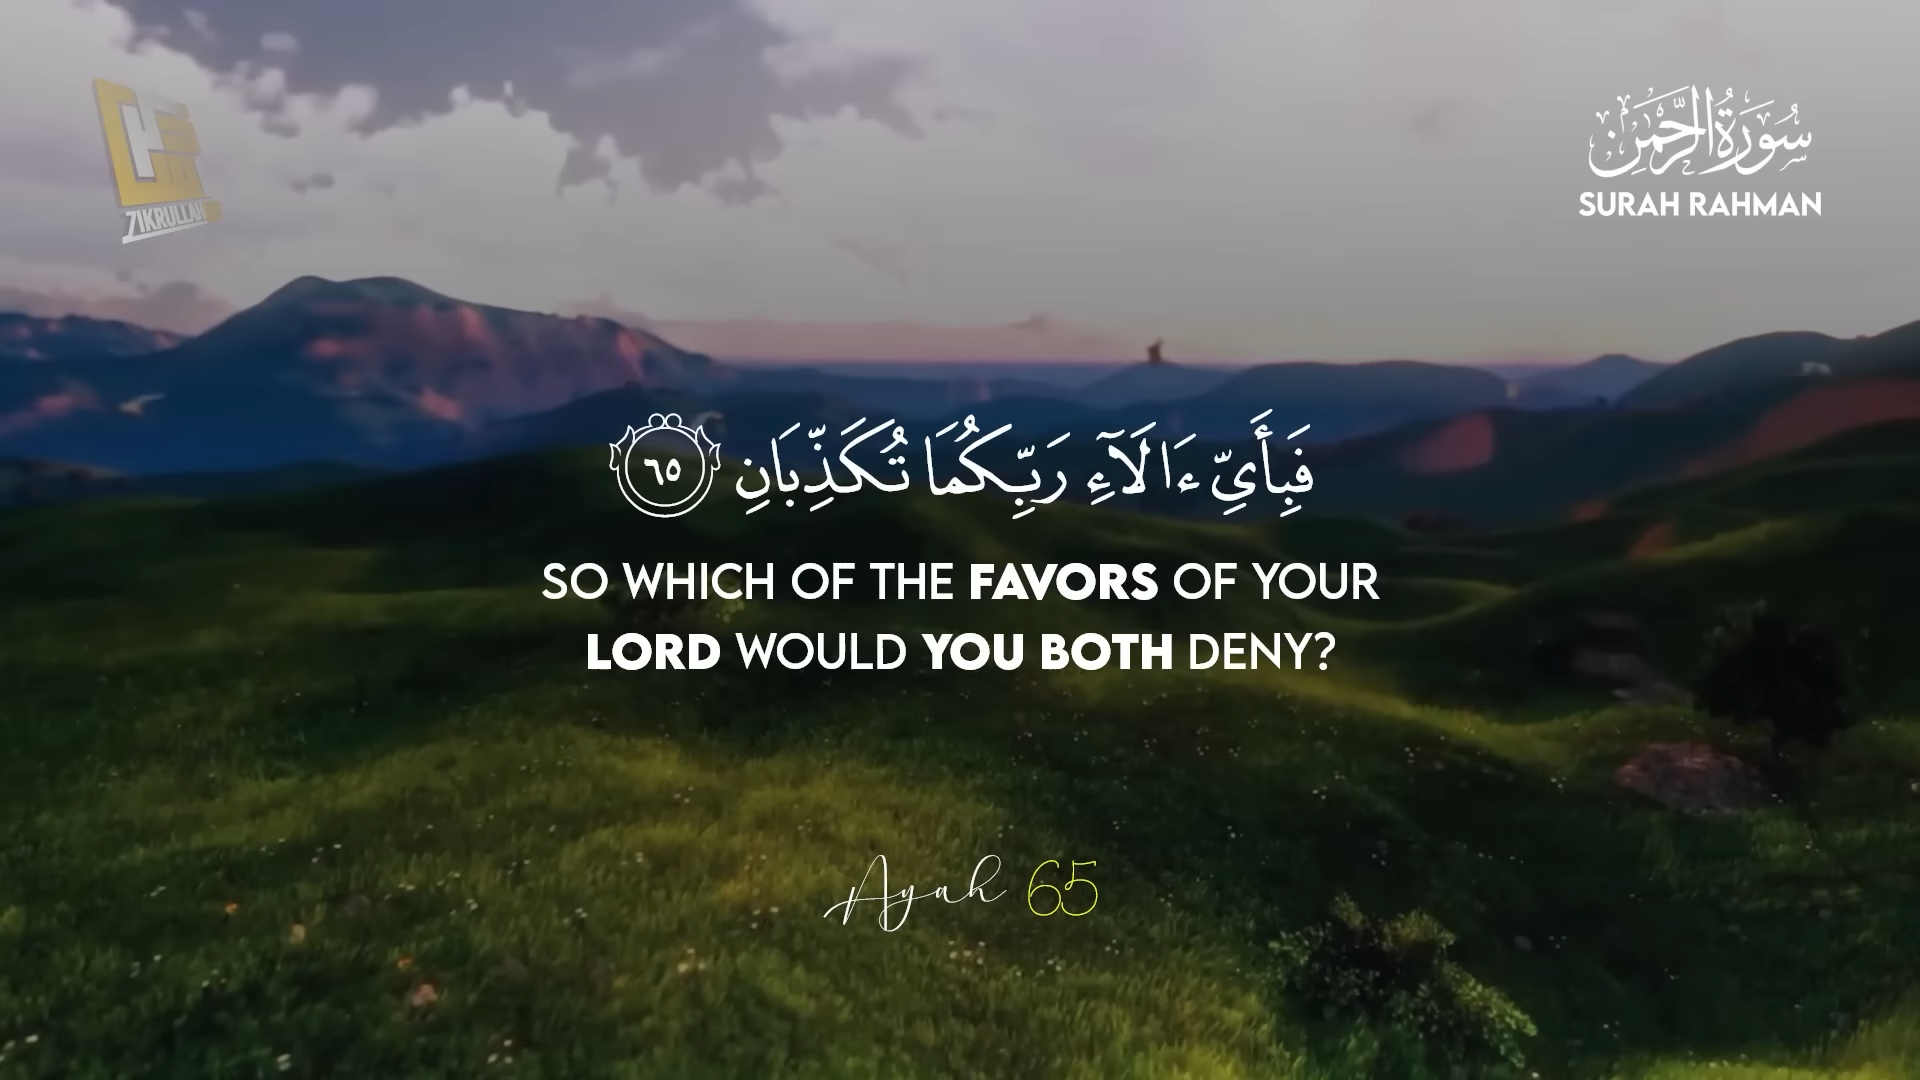 ZIKRULLAH
سُورَةُ الرَّحْمَٰن
SURAH RAHMAN
فَبِأَيِّ ءَالَآءِ رَبِّكُمَا تُكَذِّبَانِ ٦٥
SO WHICH OF THE FAVORS OF YOUR
LORD WOULD YOU BOTH DENY?
Ayah 65